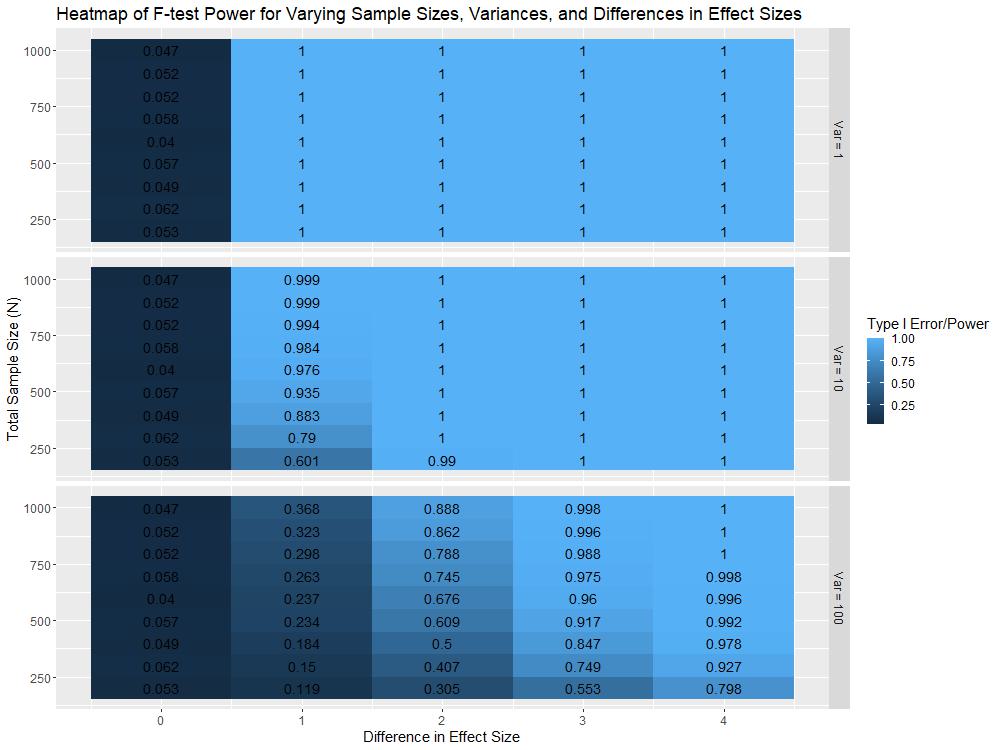 Heatmap of F-test Power for Varying Sample Sizes, Variances, and Differences in Effect Sizes
1000 0.047 1 1 1 1
0.052 1 1 1 1
750 0.052 1 1 1 1
0.058 1 1 1 1
0.04 1 1 1 1
500 0.057 1 1 1 1
0.049 1 1 1 1
0.062 1 1 1 1
250 0.053 1 1 1 1
Var = 1
1000 0.047 0.999 1 1 1
0.052 0.999 1 1 1
750 0.052 0.994 1 1 1
0.058 0.984 1 1 1
0.04 0.976 1 1 1
500 0.057 0.935 1 1 1
0.049 0.883 1 1 1
0.062 0.79 1 1 1
250 0.053 0.601 0.99 1 1
Var = 10
1000 0.047 0.368 0.888 0.998 1
0.052 0.323 0.862 0.996 1
750 0.052 0.298 0.788 0.988 1
0.058 0.263 0.745 0.975 0.998
0.04 0.237 0.676 0.96 0.996
500 0.057 0.234 0.609 0.917 0.992
0.049 0.184 0.5 0.847 0.978
0.062 0.15 0.407 0.749 0.927
250 0.053 0.119 0.305 0.553 0.798
Var = 100
0 1 2 3 4
Difference in Effect Size
Total Sample Size (N)
Type I Error/Power
1.00
0.75
0.50
0.25